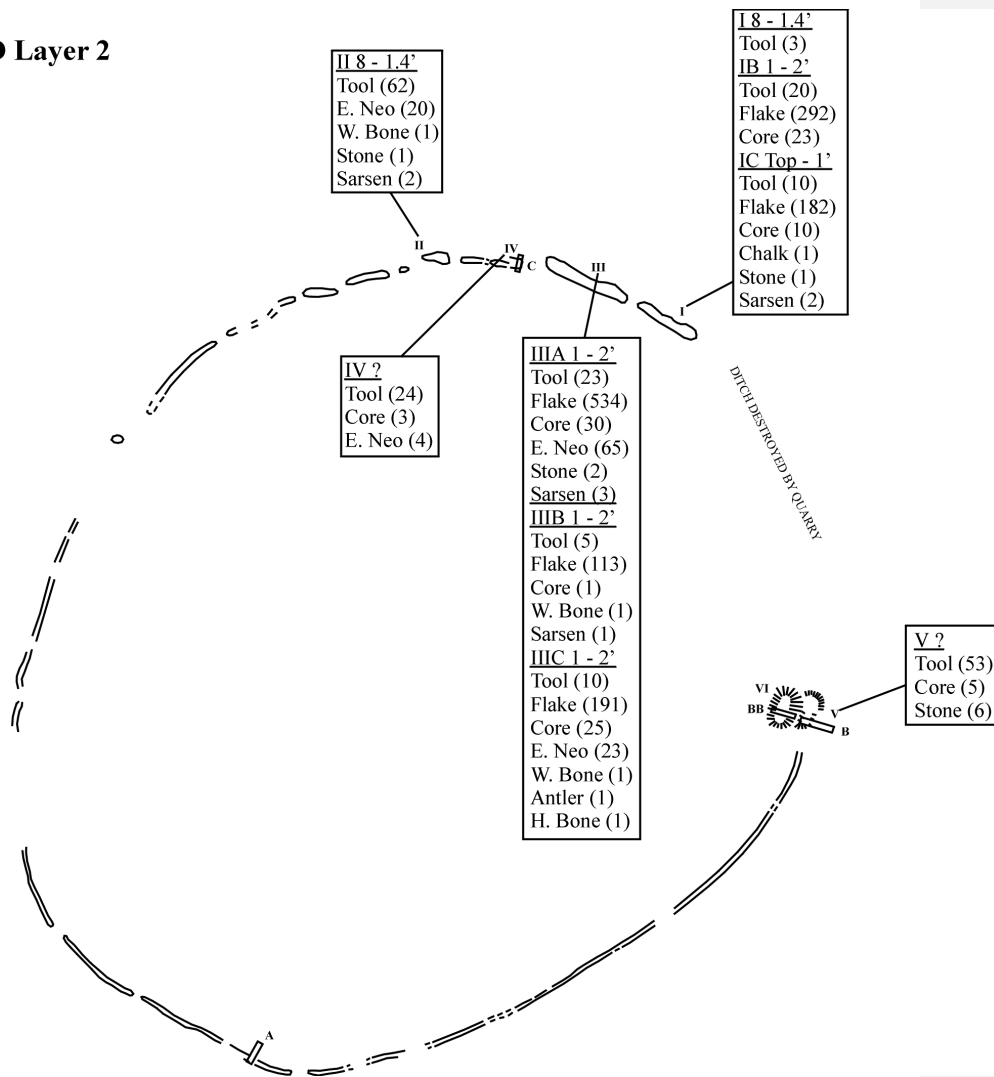 Layer 2
II 8 - 1.4’
Tool (62)
E. Neo (20)
W. Bone (1)
Stone (1)
Sarsen (2)
I 8 - 1.4’
Tool (3)
IB 1 - 2’
Tool (20)
Flake (292)
Core (23)
IC Top - 1’
Tool (10)
Flake (182)
Core (10)
Chalk (1)
Stone (1)
Sarsen (2)
II
IV
C
III
I
IV ?
Tool (24)
Core (3)
E. Neo (4)
IIIA 1 - 2’
Tool (23)
Flake (534)
Core (30)
E. Neo (65)
Stone (2)
Sarsen (3)
IIIB 1 - 2’
Tool (5)
Flake (113)
Core (1)
W. Bone (1)
Sarsen (1)
IIIC 1 - 2’
Tool (10)
Flake (191)
Core (25)
E. Neo (23)
W. Bone (1)
Antler (1)
H. Bone (1)
DITCH DESTROYED BY QUARRY
V ?
Tool (53)
Core (5)
Stone (6)
VI
BB
V
B
A